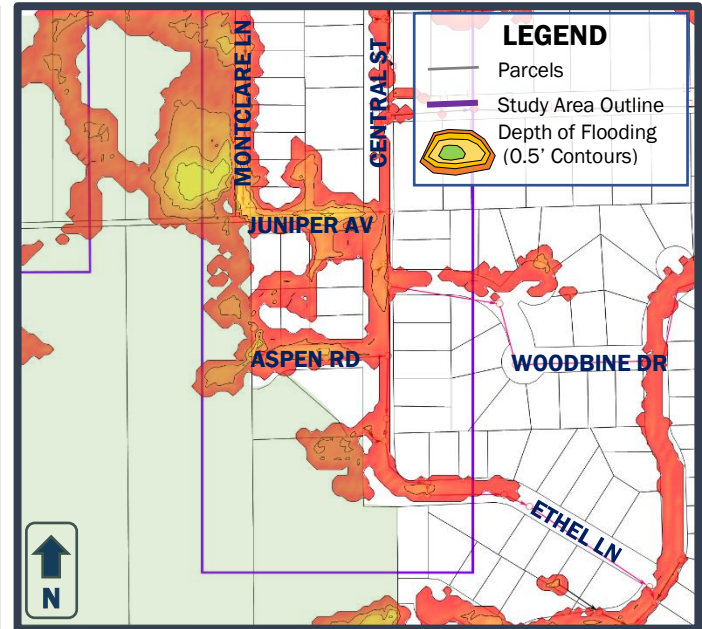 LEGEND
Parcels
Study Area Outline
Depth of Flooding
(0.5' Contours)
MONTCLARE LN
CENTRAL ST
JUNIPER AV
ASPEN RD
WOODBINE DR
ETHEL LN
N